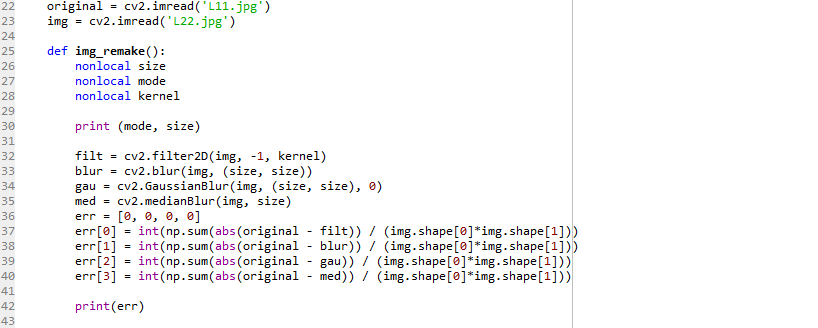 22 original = cv2.imread('L11.jpg')
23 img = cv2.imread('L22.jpg')
24
25 def img_remake():
26 nonlocal size
27 nonlocal mode
28 nonlocal kernel
29
30 print (mode, size)
31
32 filt = cv2.filter2D(img, -1, kernel)
33 blur = cv2.blur(img, (size, size))
34 gau = cv2.GaussianBlur(img, (size, size), 0)
35 med = cv2.medianBlur(img, size)
36 err = [0, 0, 0, 0]
37 err[0] = int(np.sum(abs(original - filt)) / (img.shape[0]*img.shape[1]))
38 err[1] = int(np.sum(abs(original - blur)) / (img.shape[0]*img.shape[1]))
39 err[2] = int(np.sum(abs(original - gau)) / (img.shape[0]*img.shape[1]))
40 err[3] = int(np.sum(abs(original - med)) / (img.shape[0]*img.shape[1]))
41
42 print(err)
43